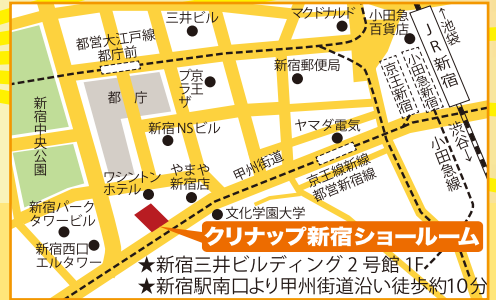 三井ビル
マクドナルド
小田急
百貨店
↑池袋
JR新宿
都営大江戸線
都庁前
京王
プラザ
新宿郵便局
京王新宿
小田急新宿
都 庁
新宿中央公園
新宿NSビル
ヤマダ電気
渋谷↓
小田急線
甲州街道
京王線新線
都営新宿線
ワシントン
ホテル
やまや
新宿店
新宿パーク
タワービル
文化学園大学
新宿西口
エルタワー
クリナップ新宿ショールーム
★新宿三井ビルディング2号館1F
★新宿駅南口より甲州街道沿い徒歩約10分